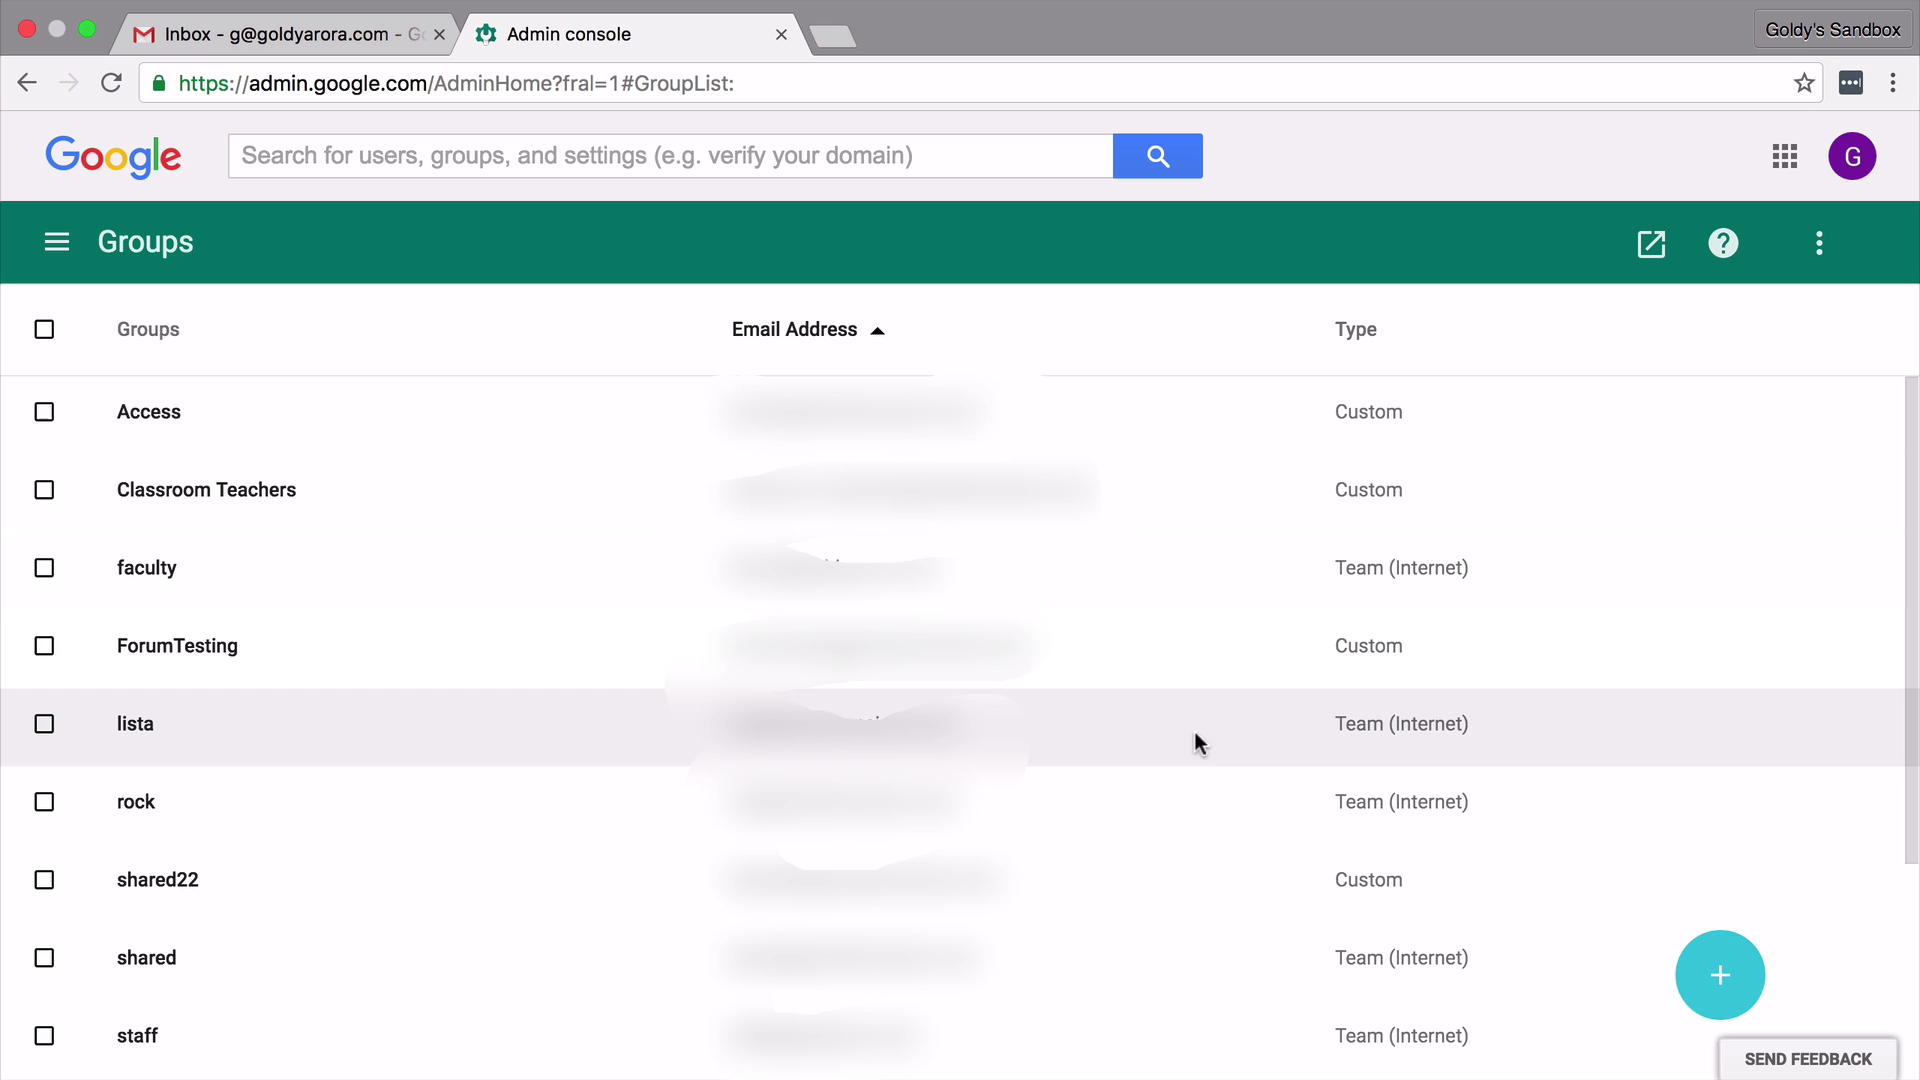 Inbox - g@goldyarora.com - G
Admin console
Goldy's Sandbox
https://admin.google.com/AdminHome?fral=1#GroupList:
Google
Search for users, groups, and settings (e.g. verify your domain)
G
Groups
Groups
Email Address
Type
Access
Custom
Classroom Teachers
Custom
faculty
Team (Internet)
ForumTesting
Custom
lista
Team (Internet)
rock
Team (Internet)
shared22
Custom
shared
Team (Internet)
staff
Team (Internet)
SEND FEEDBACK